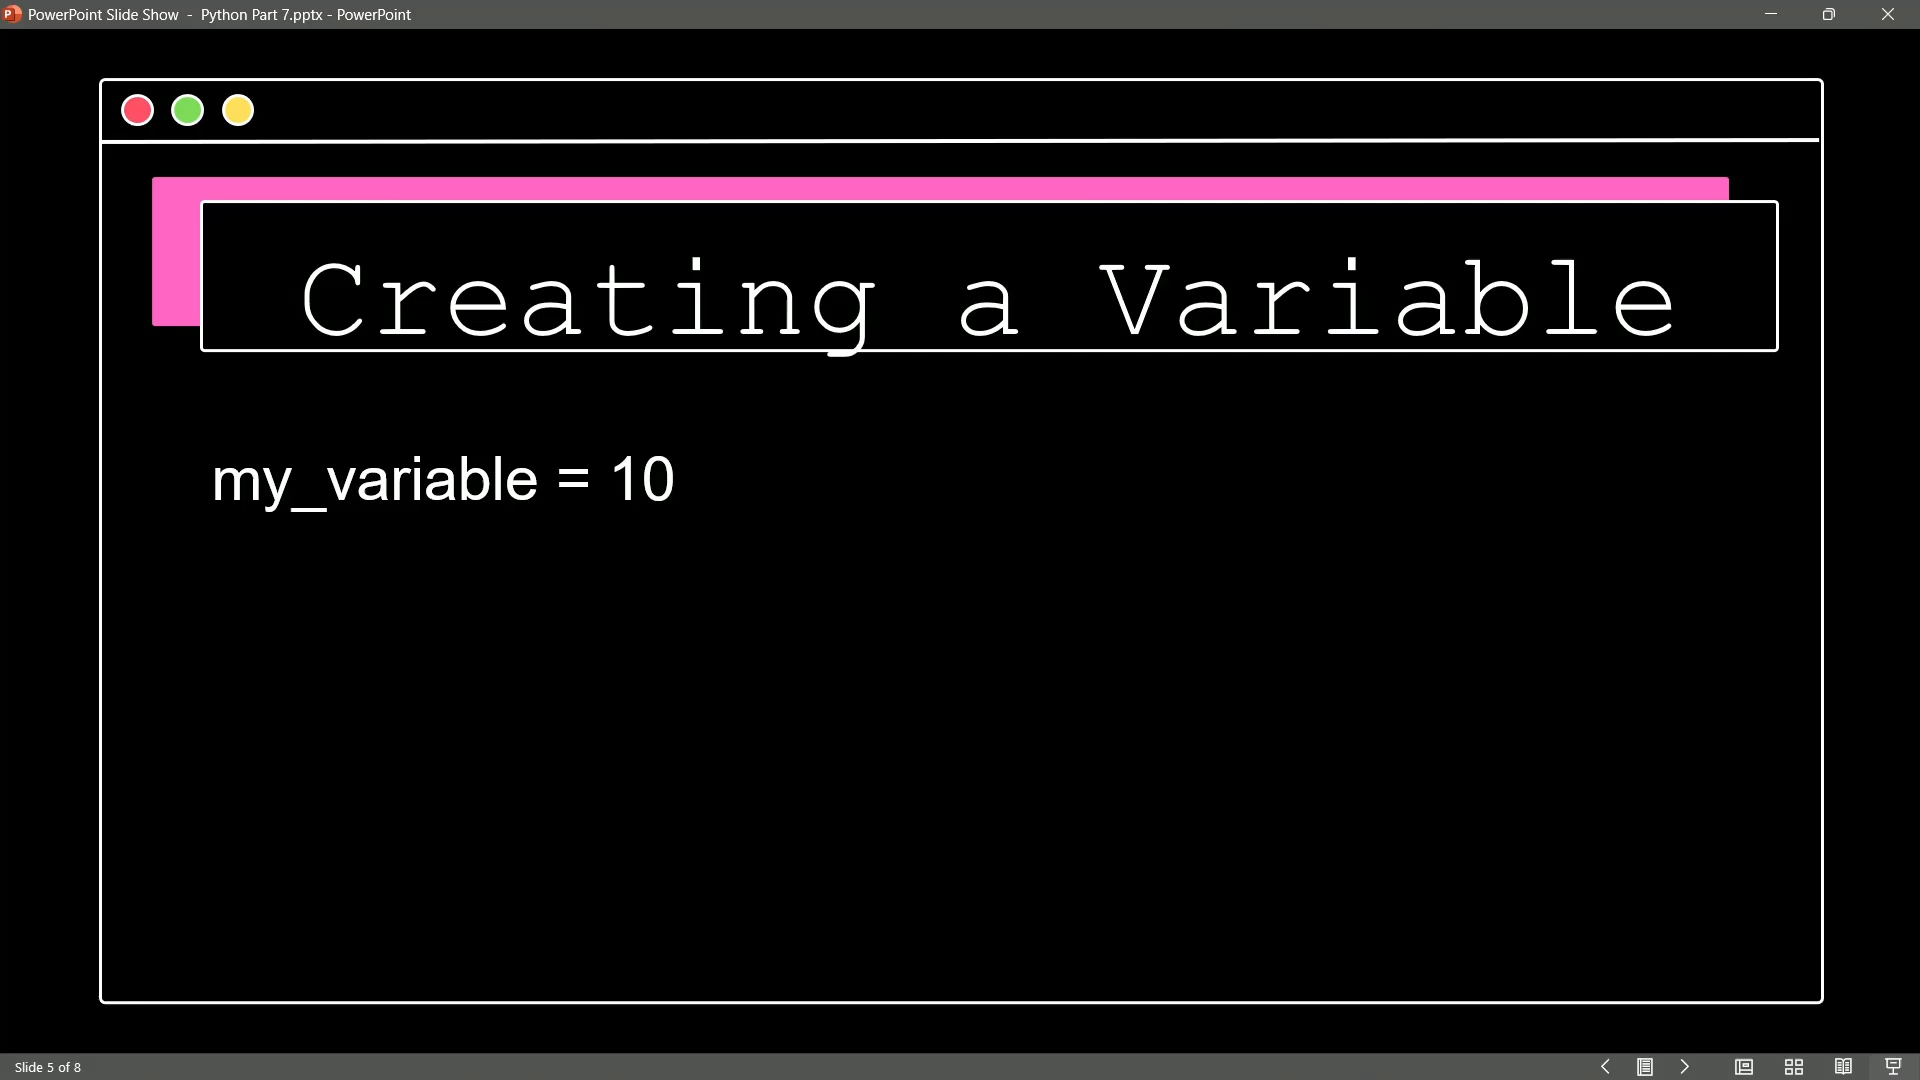 PowerPoint Slide Show - Python Part 7.pptx - PowerPoint
Creating a Variable
my_variable = 10
Slide 5 of 8